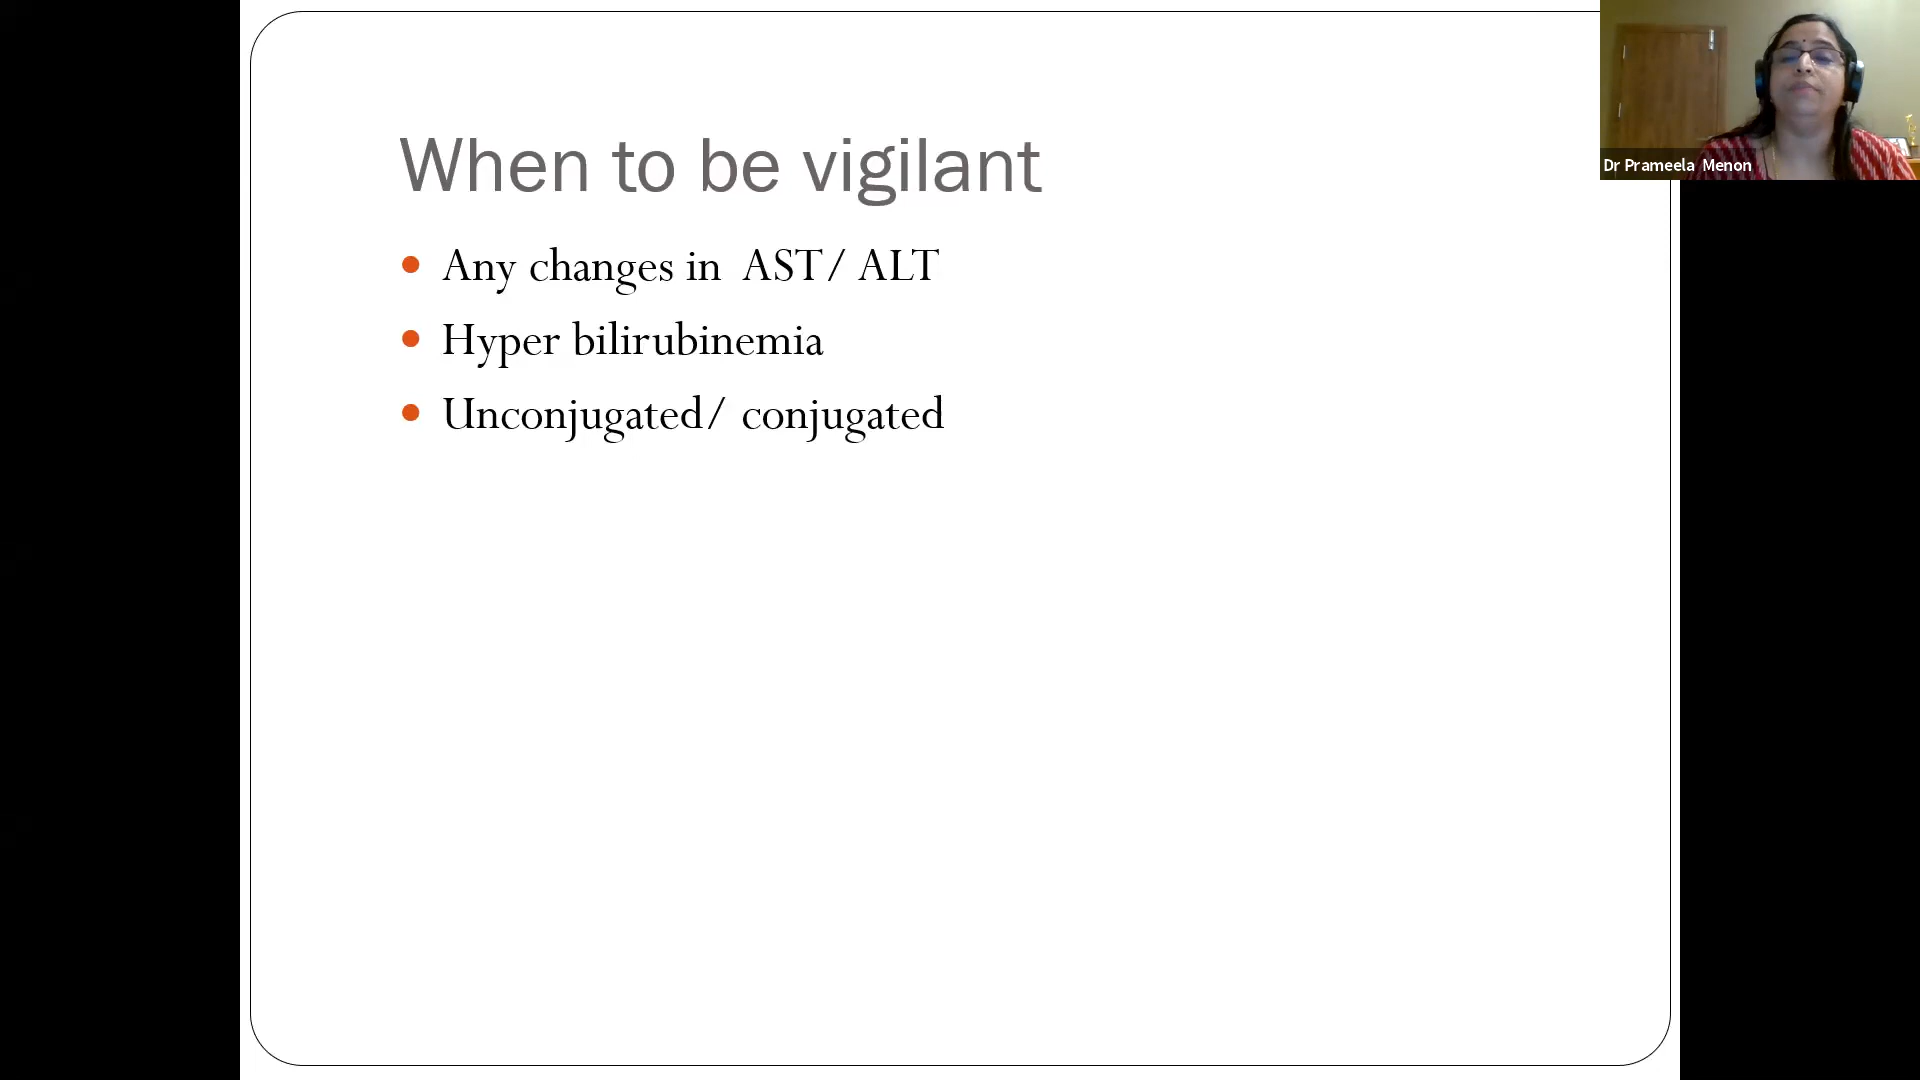 When to be vigilant
Any changes in AST/ ALT
Hyper bilirubinemia
Unconjugated/ conjugated
Dr Prameela Menon